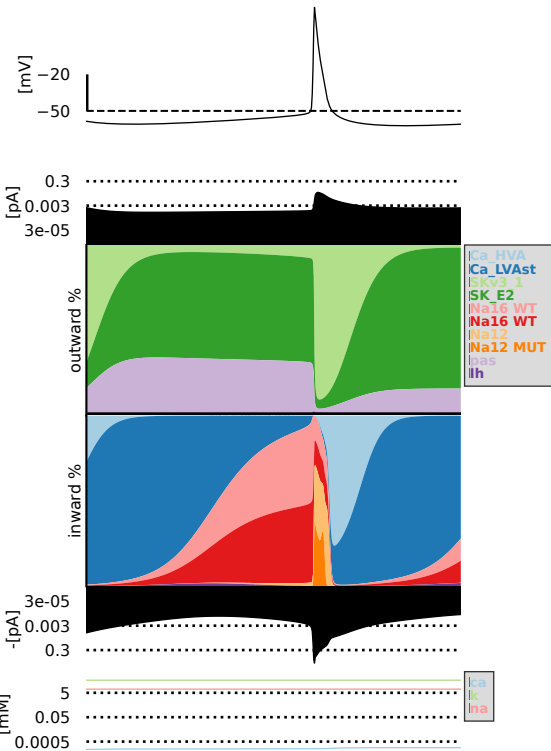 [mV]
−20
−50
[pA]
0.3
0.003
3e-05
outward %
Ca_HVA
Ca_LVAst
SKv3_1
SK_E2
Na16 WT
Na16 WT
Na12
Na12 MUT
pas
Ih
inward %
-[pA]
3e-05
0.003
0.3
[mM]
5
0.05
0.0005
ca
k
na